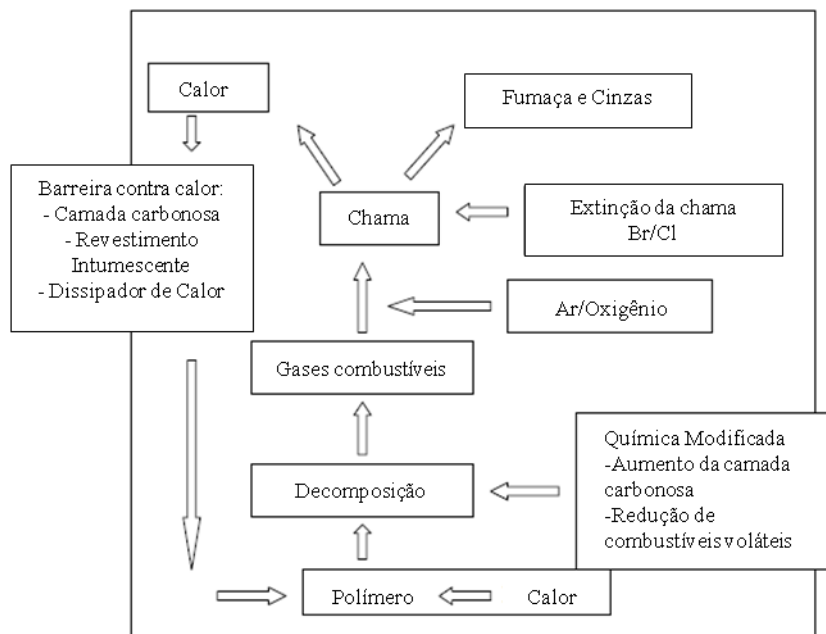 Calor
Fumaça e Cinzas
Barreira contra calor:
- Camada carbonosa
- Revestimento
Intumescente
- Dissipador de Calor
Chama
Extinção da chama
Br/Cl
Ar/Oxigênio
Gases combustíveis
Química Modificada
-Aumento da camada
carbonosa
-Redução de
combustíveis voláteis
Decomposição
Polímero
Calor